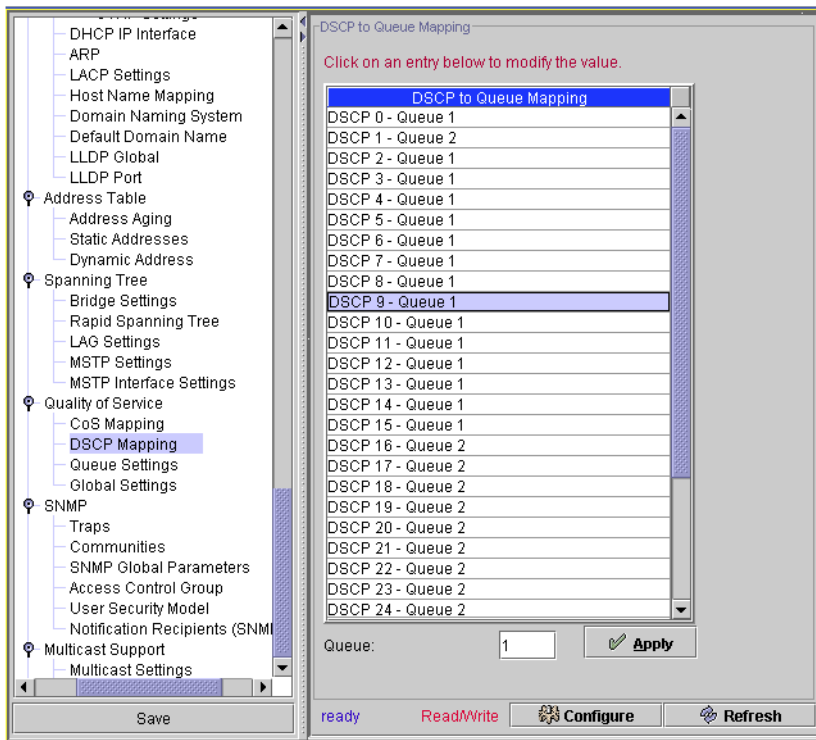 DHCP IP Interface
ARP
LACP Settings
Host Name Mapping
Domain Naming System
Default Domain Name
LLDP Global
LLDP Port
Address Table
Address Aging
Static Addresses
Dynamic Address
Spanning Tree
Bridge Settings
Rapid Spanning Tree
LAG Settings
MSTP Settings
MSTP Interface Settings
Quality of Service
CoS Mapping
DSCP Mapping
Queue Settings
Global Settings
SNMP
Traps
Communities
SNMP Global Parameters
Access Control Group
User Security Model
Notification Recipients (SNM
Multicast Support
Multicast Settings
Save
DSCP to Queue Mapping
Click on an entry below to modify the value.
DSCP to Queue Mapping
DSCP 0 - Queue 1
DSCP 1 - Queue 2
DSCP 2 - Queue 1
DSCP 3 - Queue 1
DSCP 4 - Queue 1
DSCP 5 - Queue 1
DSCP 6 - Queue 1
DSCP 7 - Queue 1
DSCP 8 - Queue 1
DSCP 9 - Queue 1
DSCP 10 - Queue 1
DSCP 11 - Queue 1
DSCP 12 - Queue 1
DSCP 13 - Queue 1
DSCP 14 - Queue 1
DSCP 15 - Queue 1
DSCP 16 - Queue 2
DSCP 17 - Queue 2
DSCP 18 - Queue 2
DSCP 19 - Queue 2
DSCP 20 - Queue 2
DSCP 21 - Queue 2
DSCP 22 - Queue 2
DSCP 23 - Queue 2
DSCP 24 - Queue 2
Queue: 1 Apply
ready Read/Write Configure Refresh